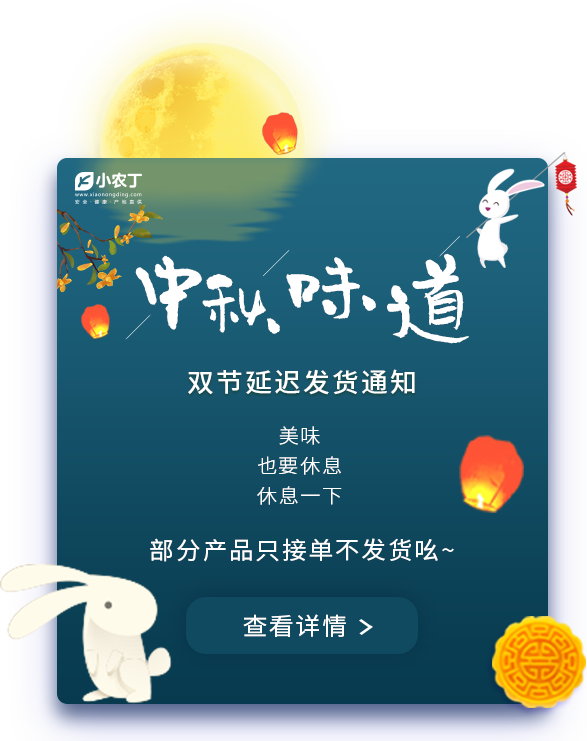 小农丁
www.xiaonongding.com
安全·健康·产地直供
中秋味道
双节延迟发货通知
美味
也要休息
休息一下
部分产品只接单不发货吆~
查看详情 >